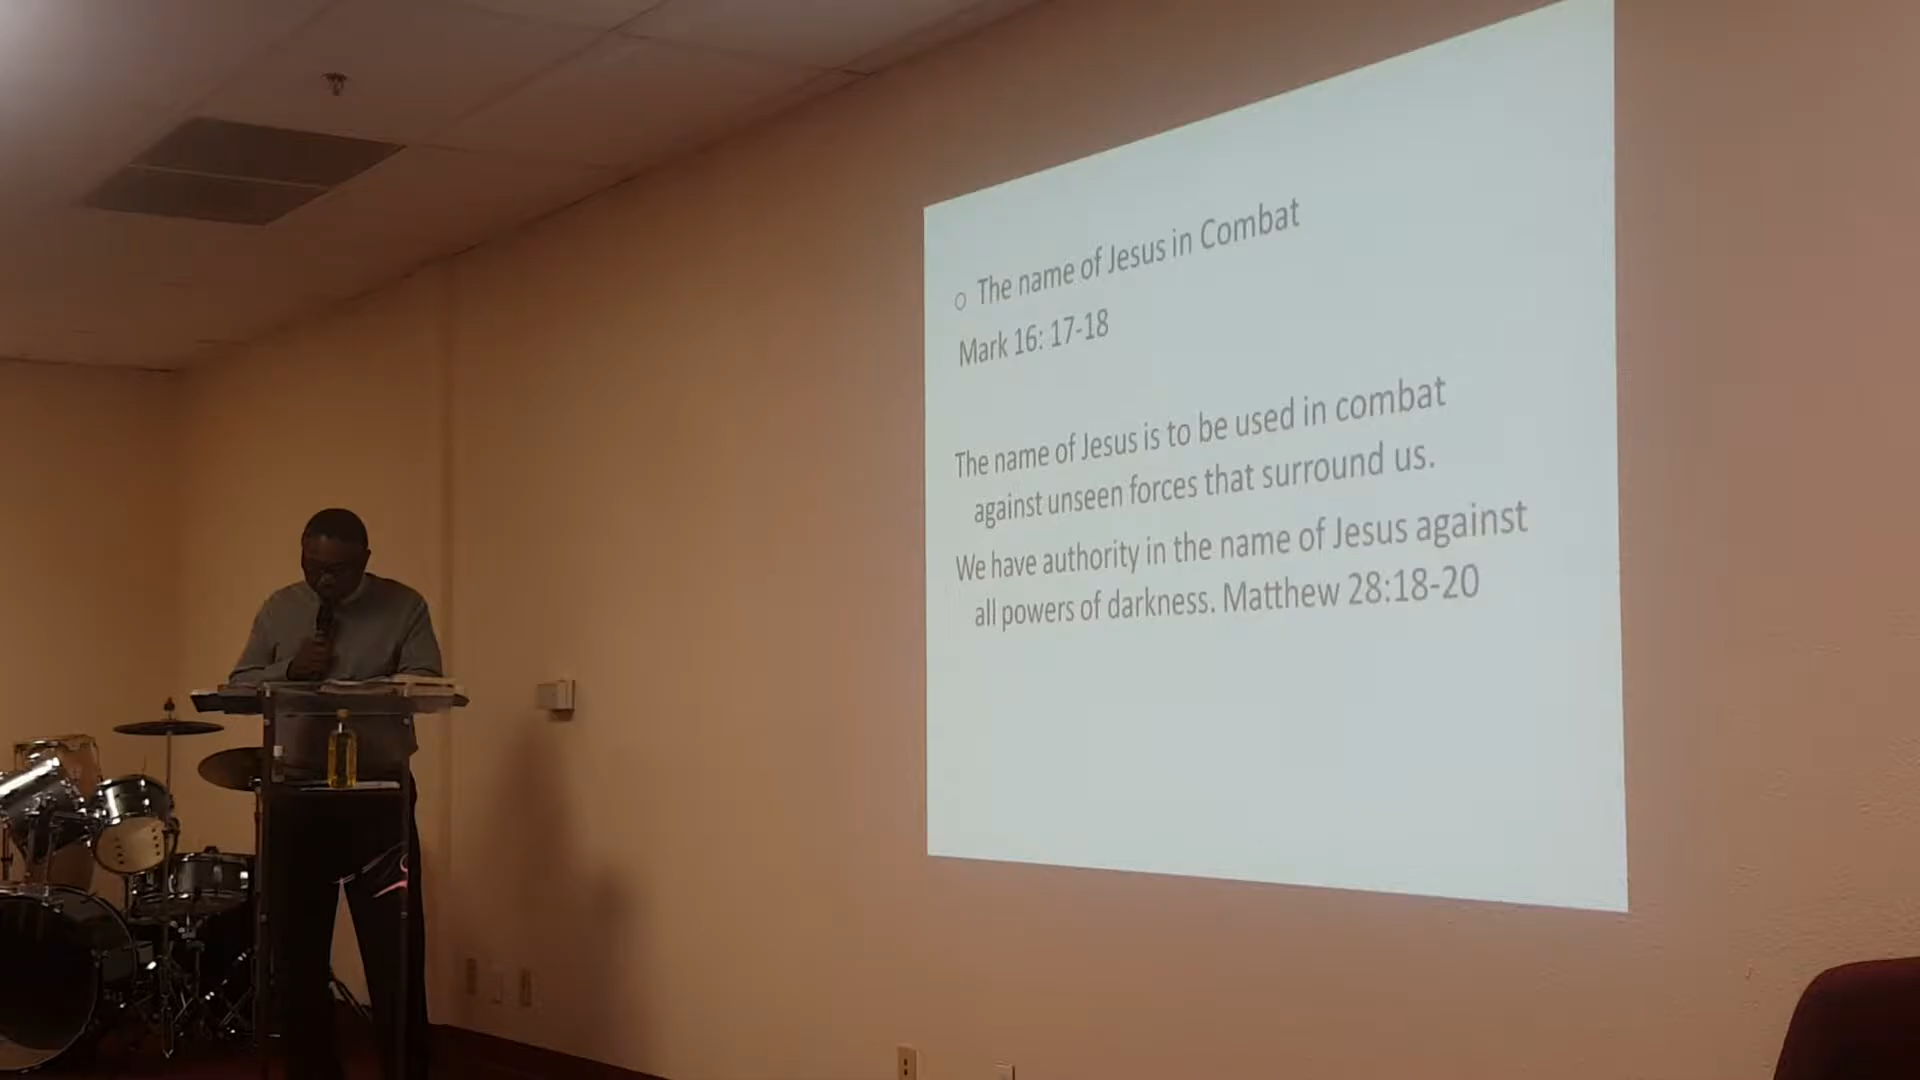 ○ The name of Jesus in Combat
Mark 16: 17-18
The name of Jesus is to be used in combat
against unseen forces that surround us.
We have authority in the name of Jesus against
all powers of darkness. Matthew 28:18-20